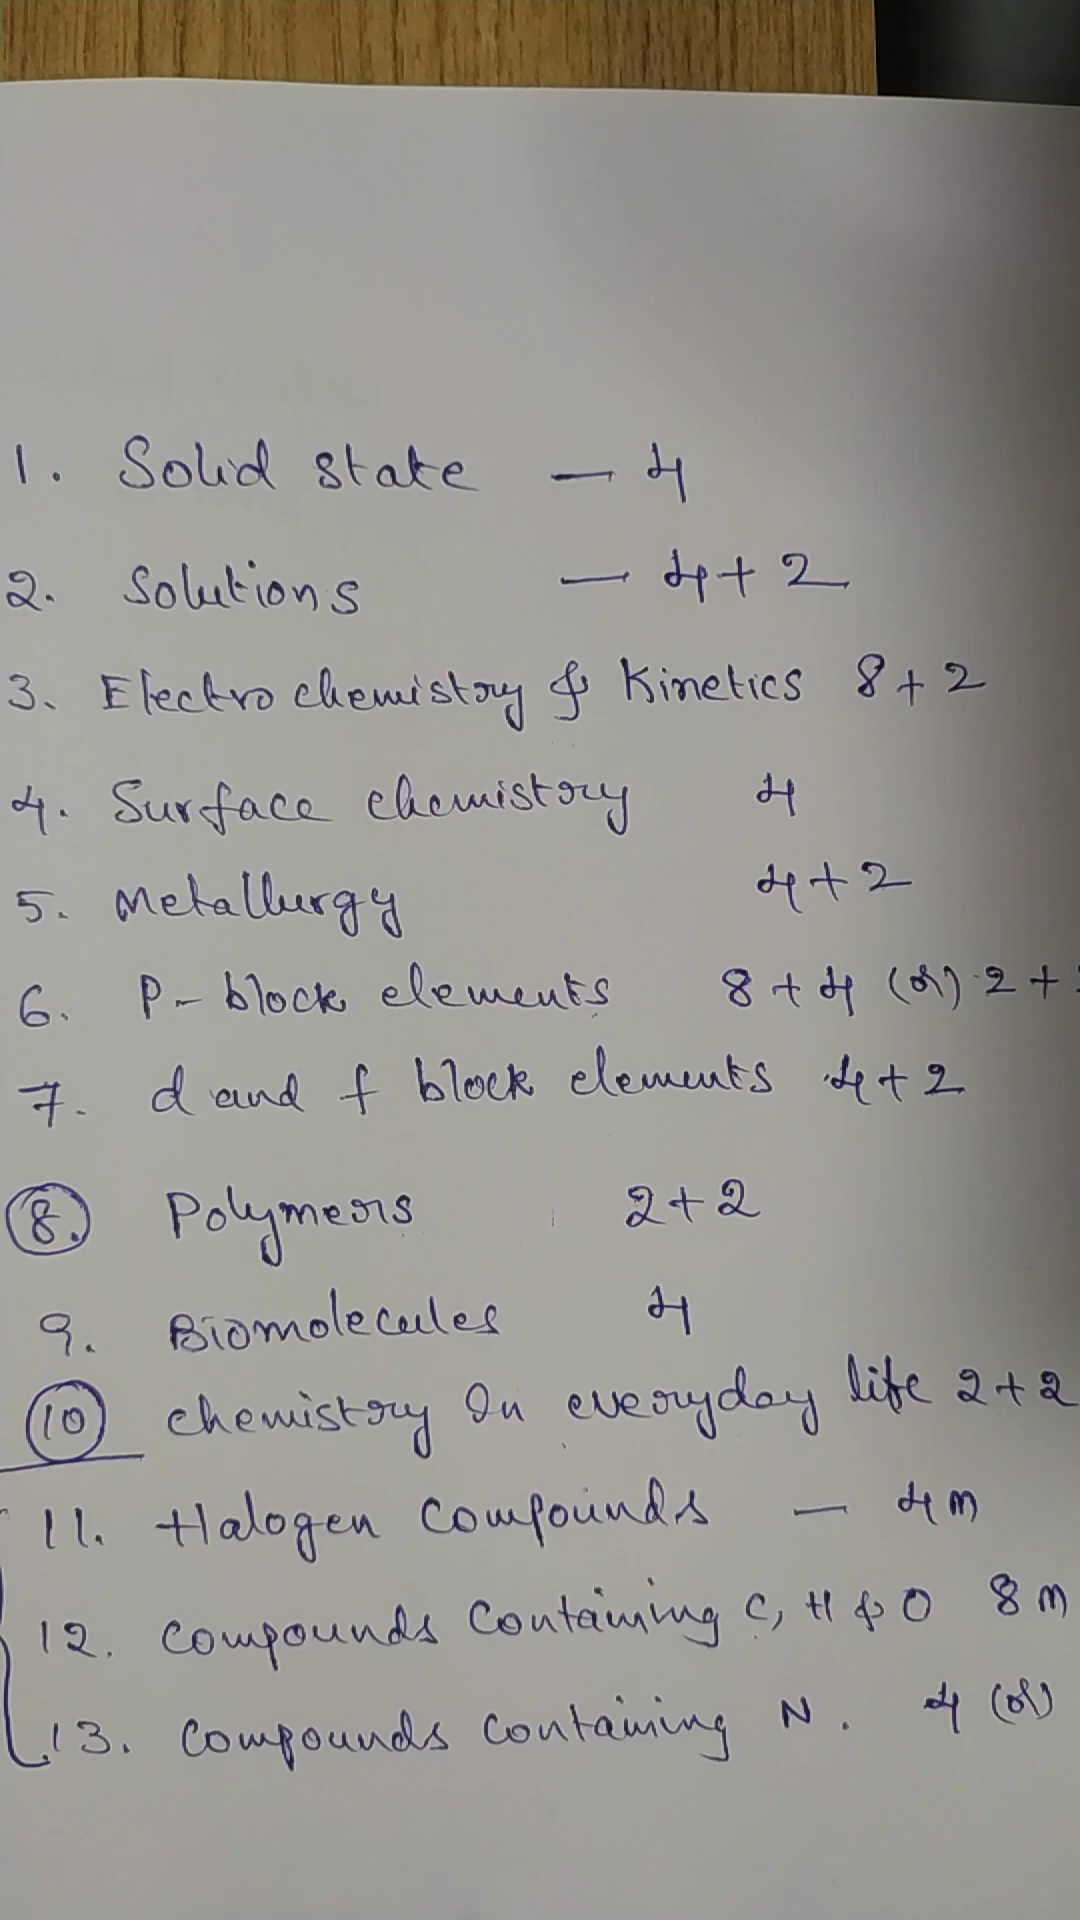 1. Solid state - 4
2. Solutions - 4+2
3. Electro chemistry & Kinetics 8+2
4. Surface chemistry 4
5. Metallurgy 4+2
6. P-block elements 8+4 (or) 2+
7. d and f block elements 4+2
8. Polymers 2+2
9. Biomolecules 4
10 chemistry In everyday life 2+2
11. Halogen compounds - 4m
12. Compounds Containing C, H & O 8m
13. Compounds Containing N. 4 (or)